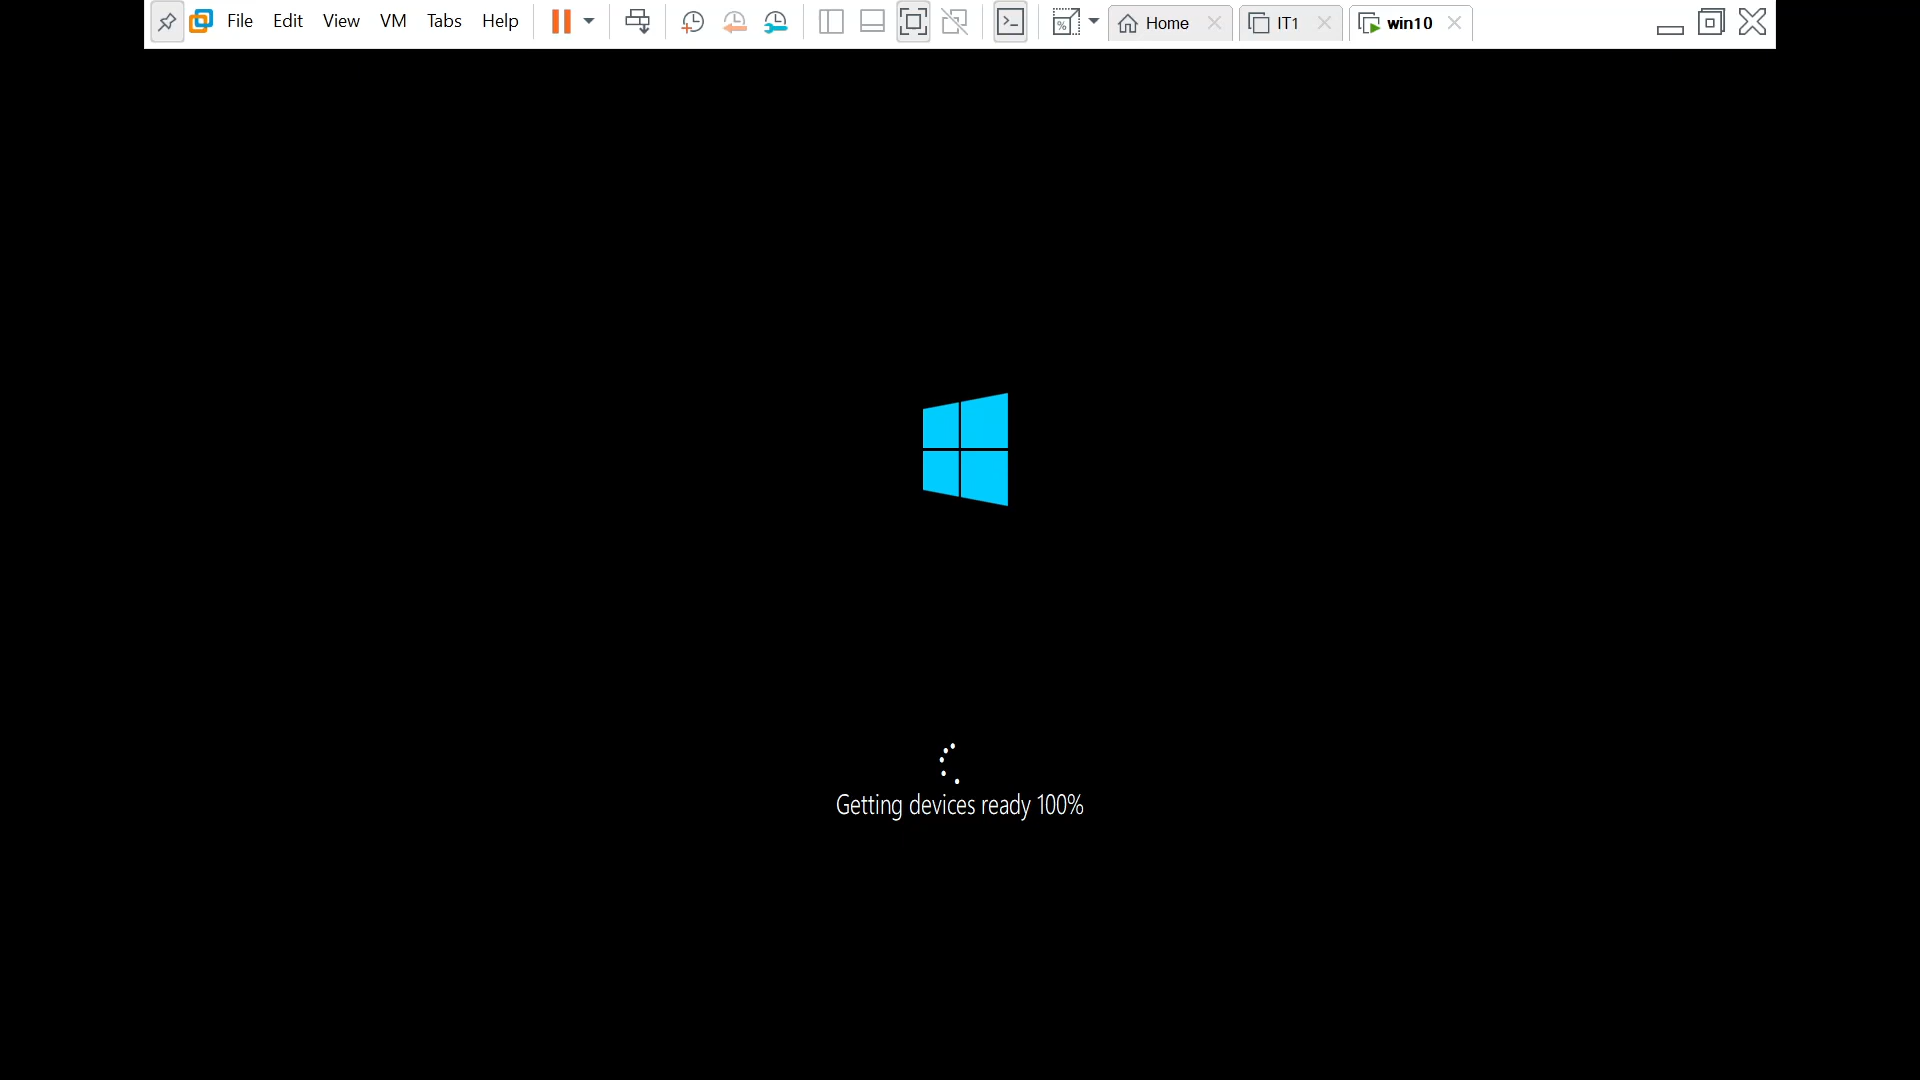 File Edit View VM Tabs Help Home IT1 win10
Getting devices ready 100%